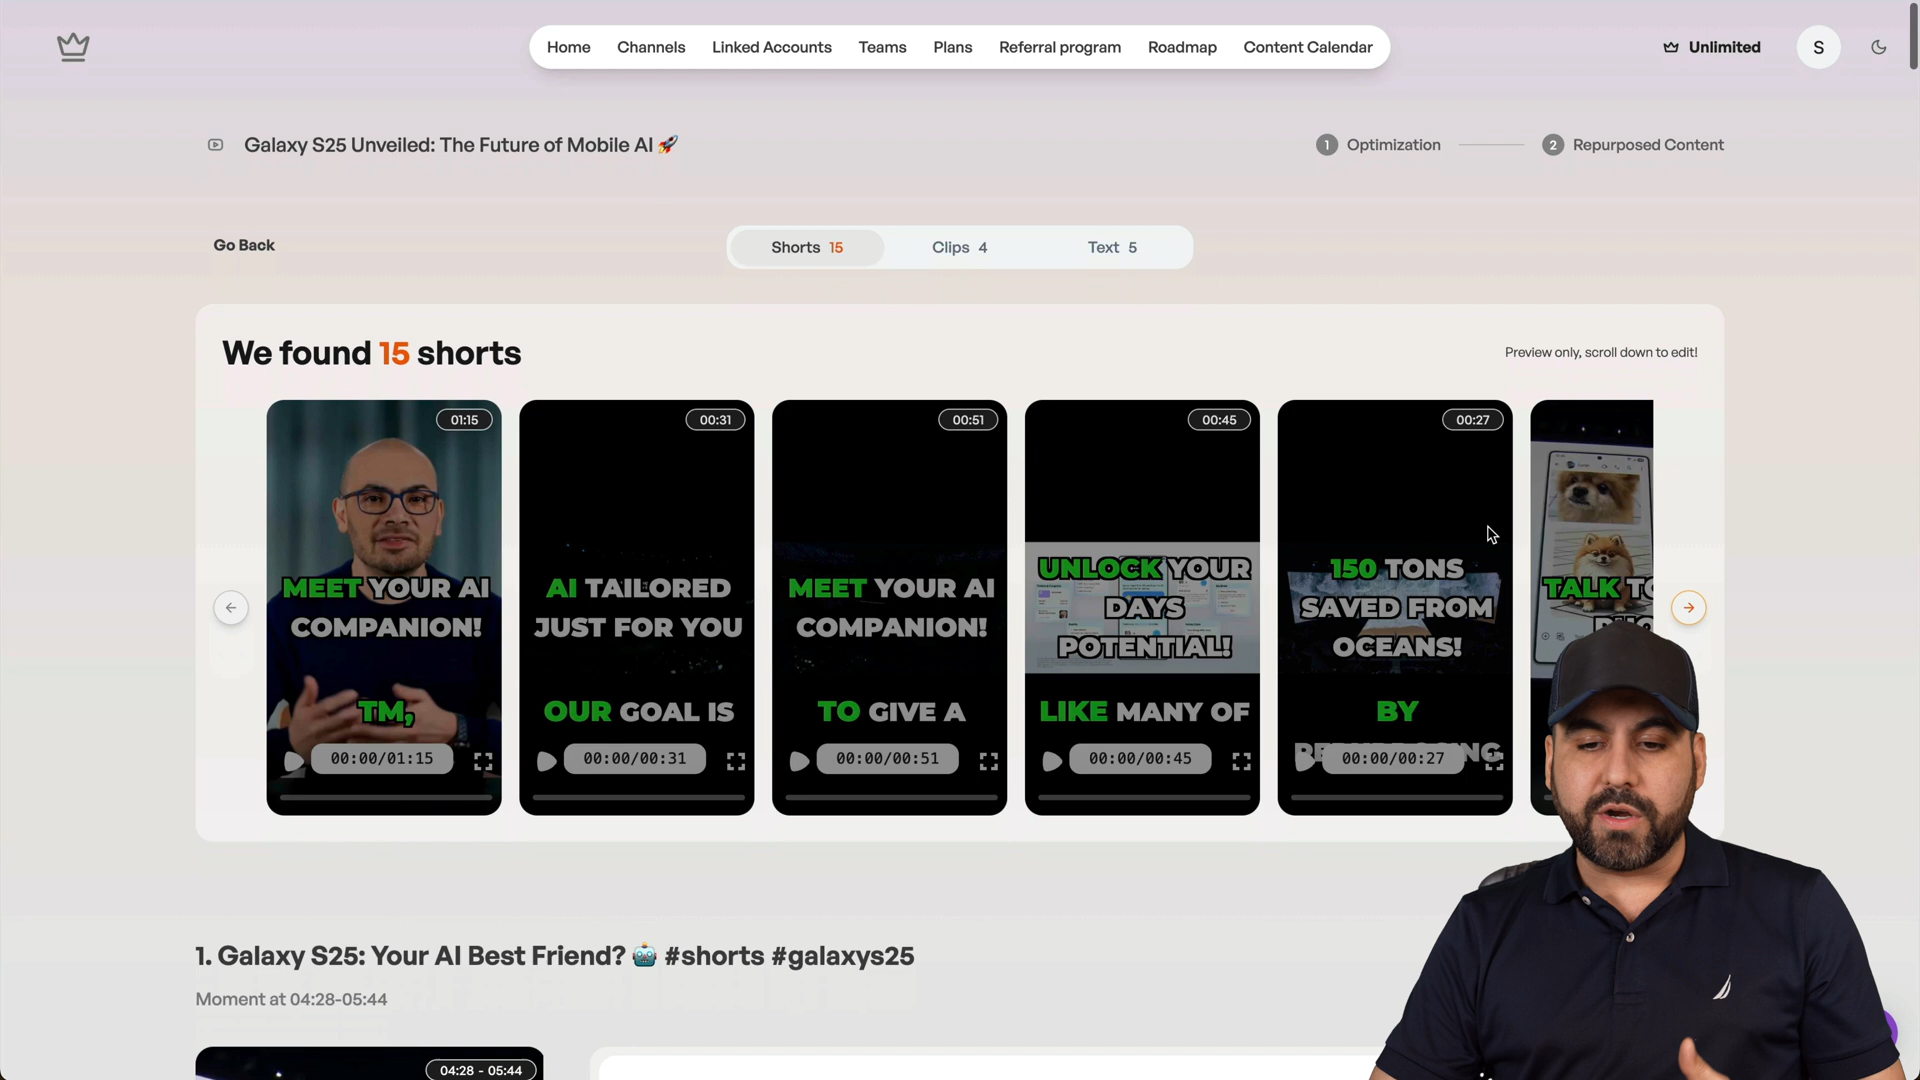 Home Channels Linked Accounts Teams Plans Referral program Roadmap Content Calendar
Unlimited
S
Galaxy S25 Unveiled: The Future of Mobile AI 🚀
1 Optimization
2 Repurposed Content
Go Back
Shorts 15
Clips 4
Text 5
We found 15 shorts
Preview only, scroll down to edit!
01:15
MEET YOUR AI
COMPANION!
TM,
00:00/01:15
00:31
AI TAILORED
JUST FOR YOU
OUR GOAL IS
00:00/00:31
00:51
MEET YOUR AI
COMPANION!
TO GIVE A
00:00/00:51
00:45
UNLOCK YOUR
DAYS
POTENTIAL!
LIKE MANY OF
00:00/00:45
00:27
150 TONS
SAVED FROM
OCEANS!
BY
00:00/00:27
TALK
1. Galaxy S25: Your AI Best Friend? 🤖 #shorts #galaxys25
Moment at 04:28-05:44
04:28 - 05:44